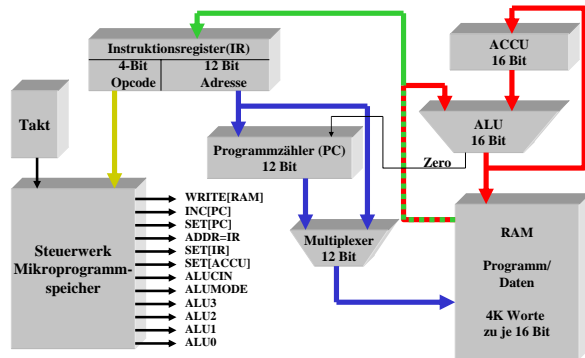 Instruktionsregister(IR)
4-Bit 12 Bit
Opcode Adresse
ACCU
16 Bit
Takt
ALU
16 Bit
Programmzähler (PC)
12 Bit
Zero
Steuerwerk
Mikroprogramm-
speicher
WRITE[RAM]
INC[PC]
SET[PC]
ADDR=IR
SET[IR]
SET[ACCU]
ALUCIN
ALUMODE
ALU3
ALU2
ALU1
ALU0
Multiplexer
12 Bit
RAM
Programm/
Daten
4K Worte
zu je 16 Bit